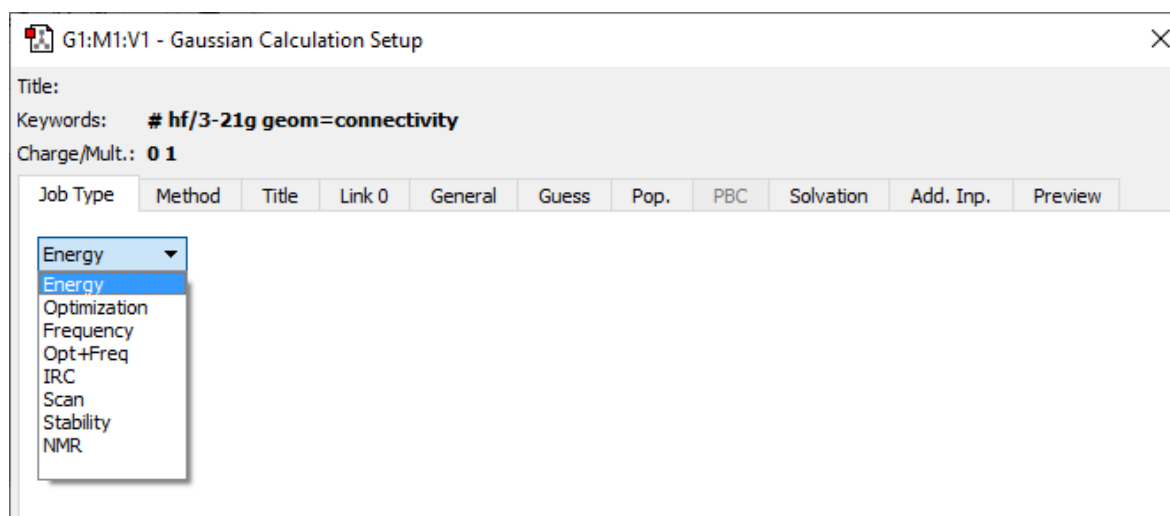 G1:M1:V1 - Gaussian Calculation Setup
Title:
Keywords: # hf/3-21g geom=connectivity
Charge/Mult.: 0 1
Job Type Method Title Link 0 General Guess Pop. PBC Solvation Add. Inp. Preview
Energy
Energy
Optimization
Frequency
Opt+Freq
IRC
Scan
Stability
NMR